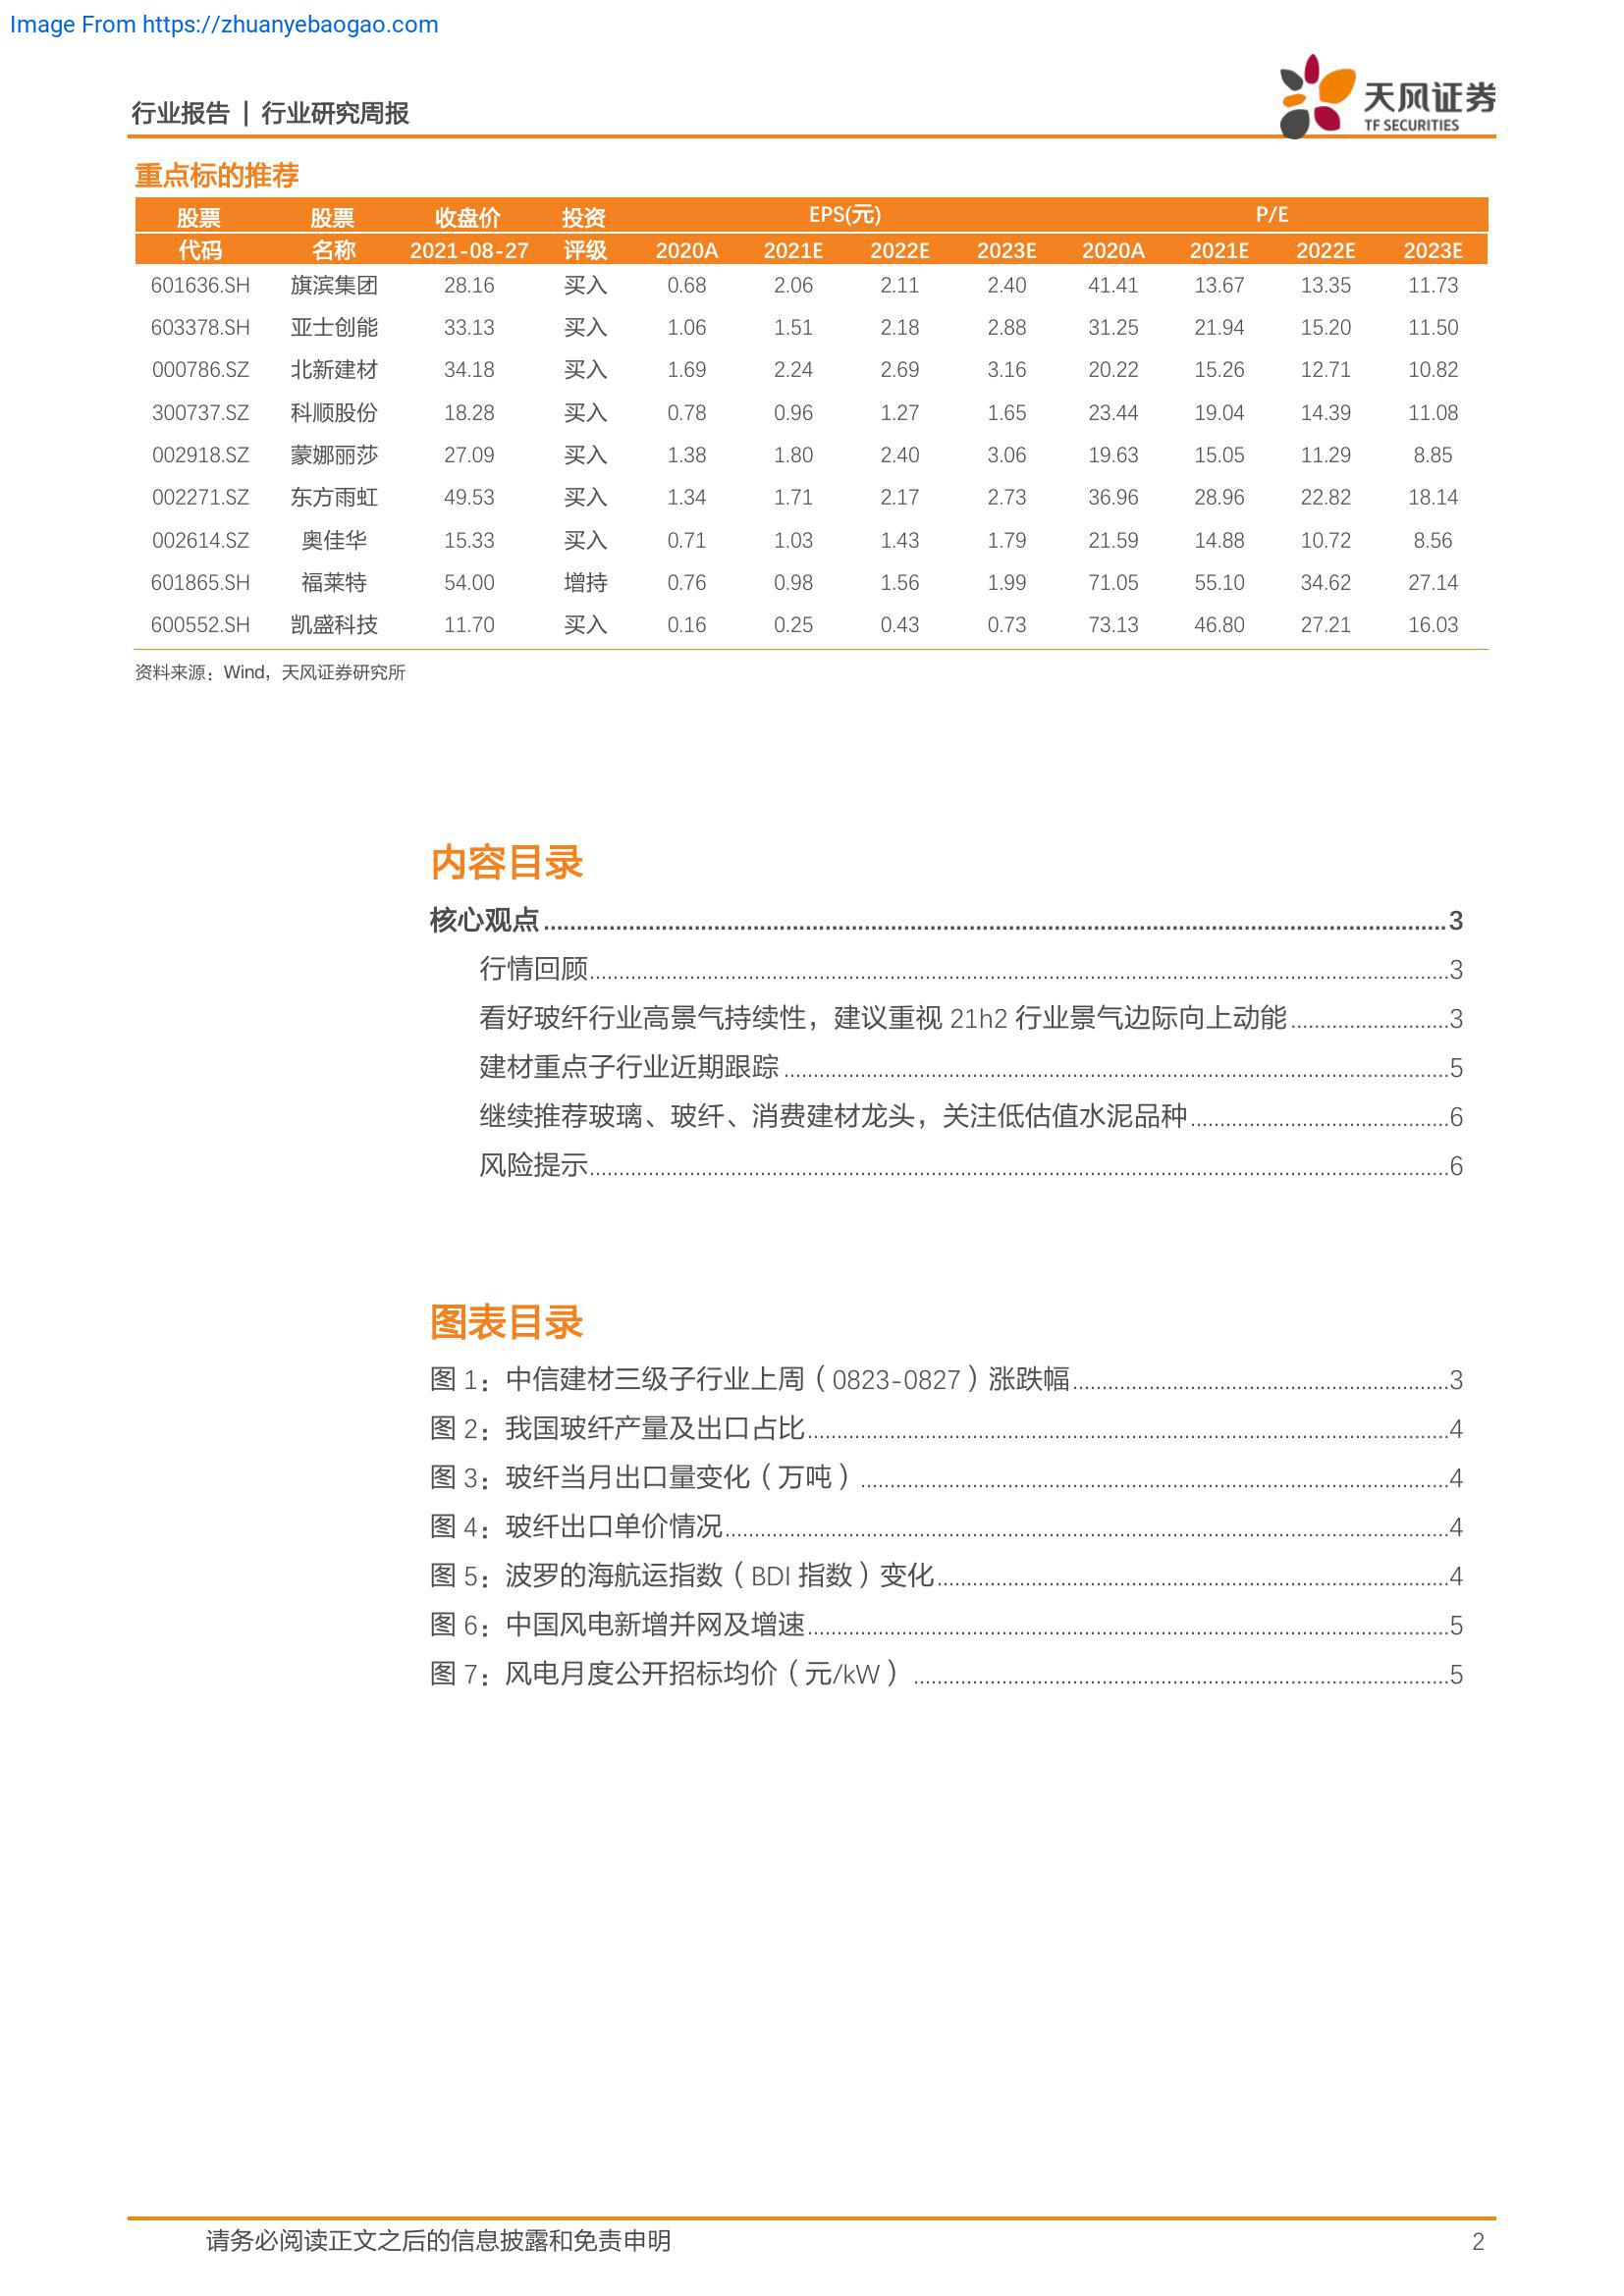 Image From https://zhuanyebaogao.com
行业报告 | 行业研究周报
天风证券
TF SECURITIES
重点标的推荐
股票 股票 收盘价 投资 EPS(元) P/E
代码 名称 2021-08-27 评级 2020A 2021E 2022E 2023E 2020A 2021E 2022E 2023E
601636.SH 旗滨集团 28.16 买入 0.68 2.06 2.11 2.40 41.41 13.67 13.35 11.73
603378.SH 亚士创能 33.13 买入 1.06 1.51 2.18 2.88 31.25 21.94 15.20 11.50
000786.SZ 北新建材 34.18 买入 1.69 2.24 2.69 3.16 20.22 15.26 12.71 10.82
300737.SZ 科顺股份 18.28 买入 0.78 0.96 1.27 1.65 23.44 19.04 14.39 11.08
002918.SZ 蒙娜丽莎 27.09 买入 1.38 1.80 2.40 3.06 19.63 15.05 11.29 8.85
002271.SZ 东方雨虹 49.53 买入 1.34 1.71 2.17 2.73 36.96 28.96 22.82 18.14
002614.SZ 奥佳华 15.33 买入 0.71 1.03 1.43 1.79 21.59 14.88 10.72 8.56
601865.SH 福莱特 54.00 增持 0.76 0.98 1.56 1.99 71.05 55.10 34.62 27.14
600552.SH 凯盛科技 11.70 买入 0.16 0.25 0.43 0.73 73.13 46.80 27.21 16.03
资料来源：Wind，天风证券研究所
内容目录
核心观点 3
行情回顾 3
看好玻纤行业高景气持续性，建议重视 21h2 行业景气边际向上动能 3
建材重点子行业近期跟踪 5
继续推荐玻璃、玻纤、消费建材龙头，关注低估值水泥品种 6
风险提示 6
图表目录
图 1：中信建材三级子行业上周（0823-0827）涨跌幅 3
图 2：我国玻纤产量及出口占比 4
图 3：玻纤当月出口量变化（万吨） 4
图 4：玻纤出口单价情况 4
图 5：波罗的海航运指数（BDI 指数）变化 4
图 6：中国风电新增并网及增速 5
图 7：风电月度公开招标均价（元/kW） 5
请务必阅读正文之后的信息披露和免责申明 2